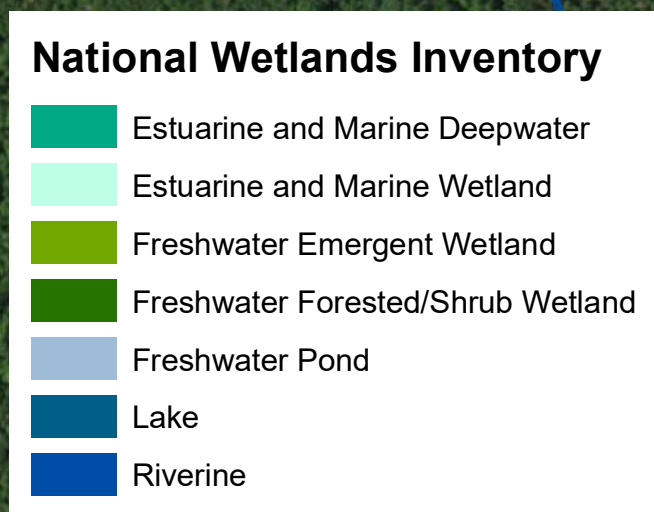 National Wetlands Inventory
Estuarine and Marine Deepwater
Estuarine and Marine Wetland
Freshwater Emergent Wetland
Freshwater Forested/Shrub Wetland
Freshwater Pond
Lake
Riverine